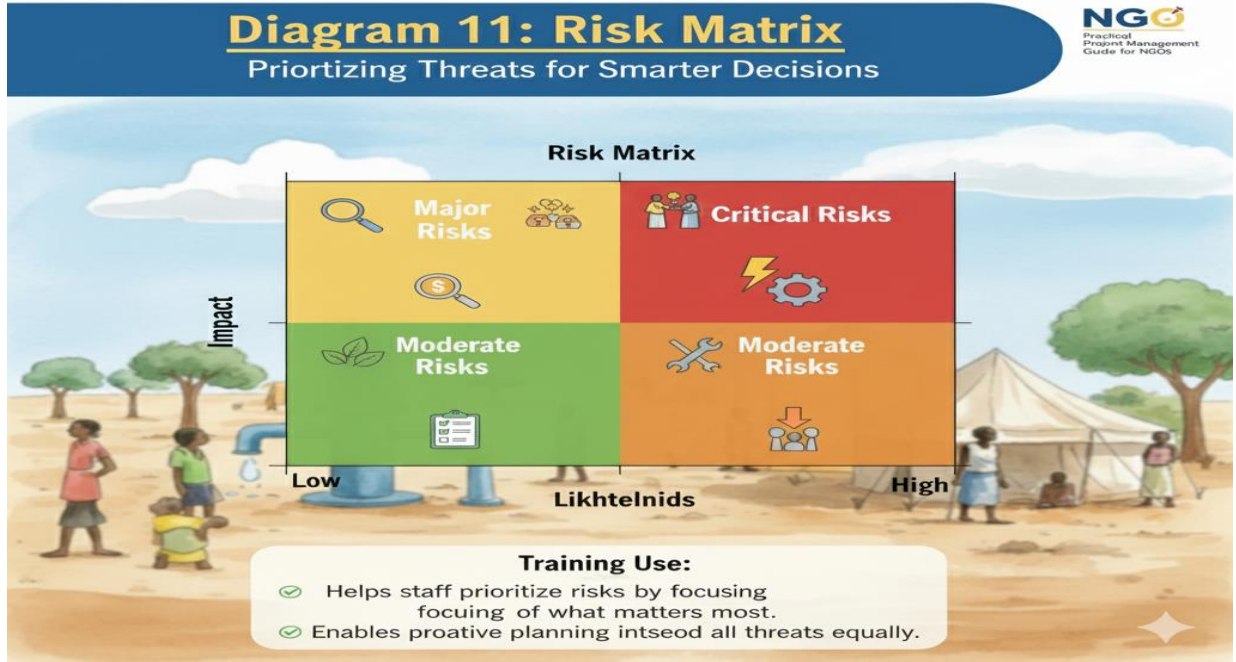 Diagram 11: Risk Matrix
Priortizing Threats for Smarter Decisions
NGO
Practlcal
Projont Management
Guide for NGOs
Risk Matrix
Major
Risks
Critical Risks
$
Impact
Moderate
Risks
Moderate
Risks
Low
High
Likhtelnids
Training Use:
Helps staff prioritize risks by focusing
focuing of what matters most.
Enables proative planning intseod all threats equally.